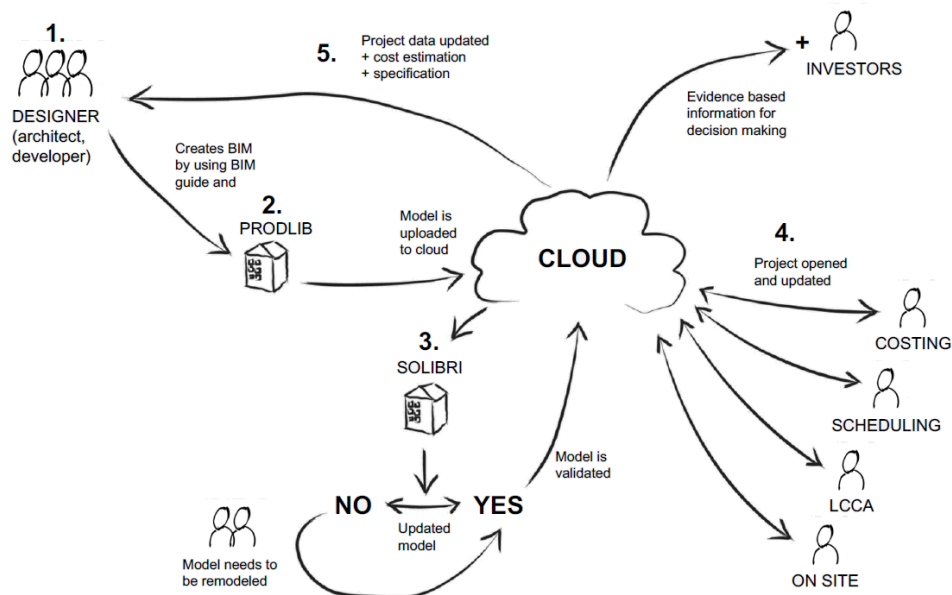 1.
DESIGNER
(architect,
developer)
Creates BIM
by using BIM
guide and
2.
PRODLIB
Model is
uploaded
to cloud
CLOUD
3.
SOLIBRI
NO
YES
Updated
model
Model needs to
be remodeled
Model is
validated
4.
Project opened
and updated
COSTING
SCHEDULING
LCCA
ON SITE
5.
Project data updated
+ cost estimation
+ specification
+
INVESTORS
Evidence based
information for
decision making